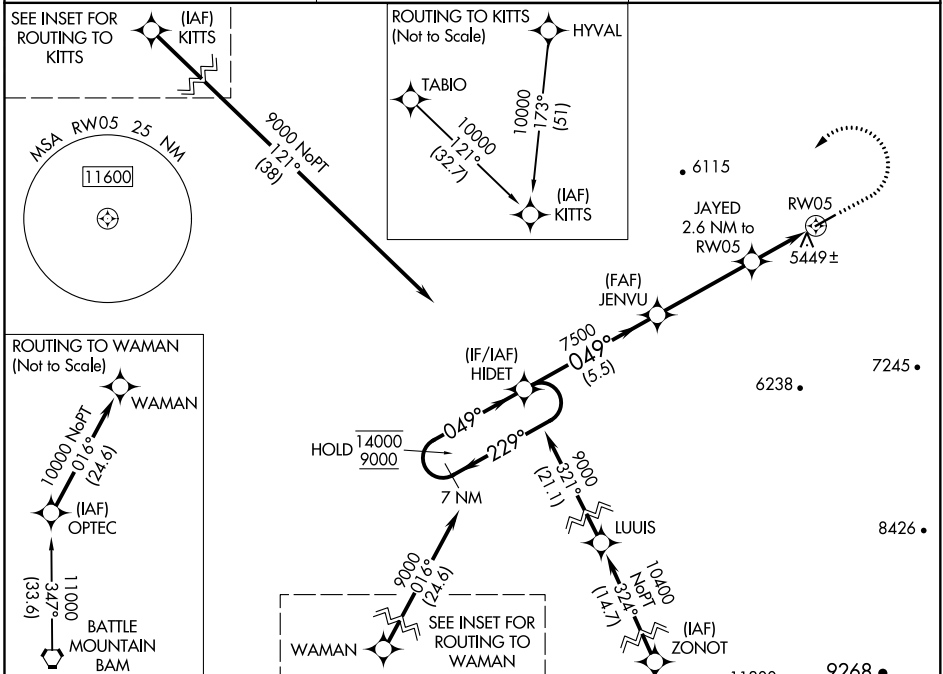 SEE INSET FOR
ROUTING TO
KITTS
(IAF)
KITTS
9000 NoPT
121°
(38)
MSA RW05 25 NM
11600
ROUTING TO KITTS
(Not to Scale)
HYVAL
TABIO
10000
173°
(51)
10000
121°
(32.7)
(IAF)
KITTS
6115
JAYED
2.6 NM to
RW05
RW05
5449±
(FAF)
JENVU
7500
049°
(5.5)
(IF/IAF)
HIDET
7245
6238
049°
229°
HOLD 14000
9000
7 NM
ROUTING TO WAMAN
(Not to Scale)
WAMAN
10000 NoPT
016°
(24.6)
(IAF)
OPTEC
11000
347°
(33.6)
BATTLE
MOUNTAIN
BAM
9000
321°
(21.1)
LUUIS
8426
10400
NoPT
324°
(14.7)
(IAF)
ZONOT
9000
016°
(24.6)
SEE INSET FOR
ROUTING TO
WAMAN
WAMAN
9268